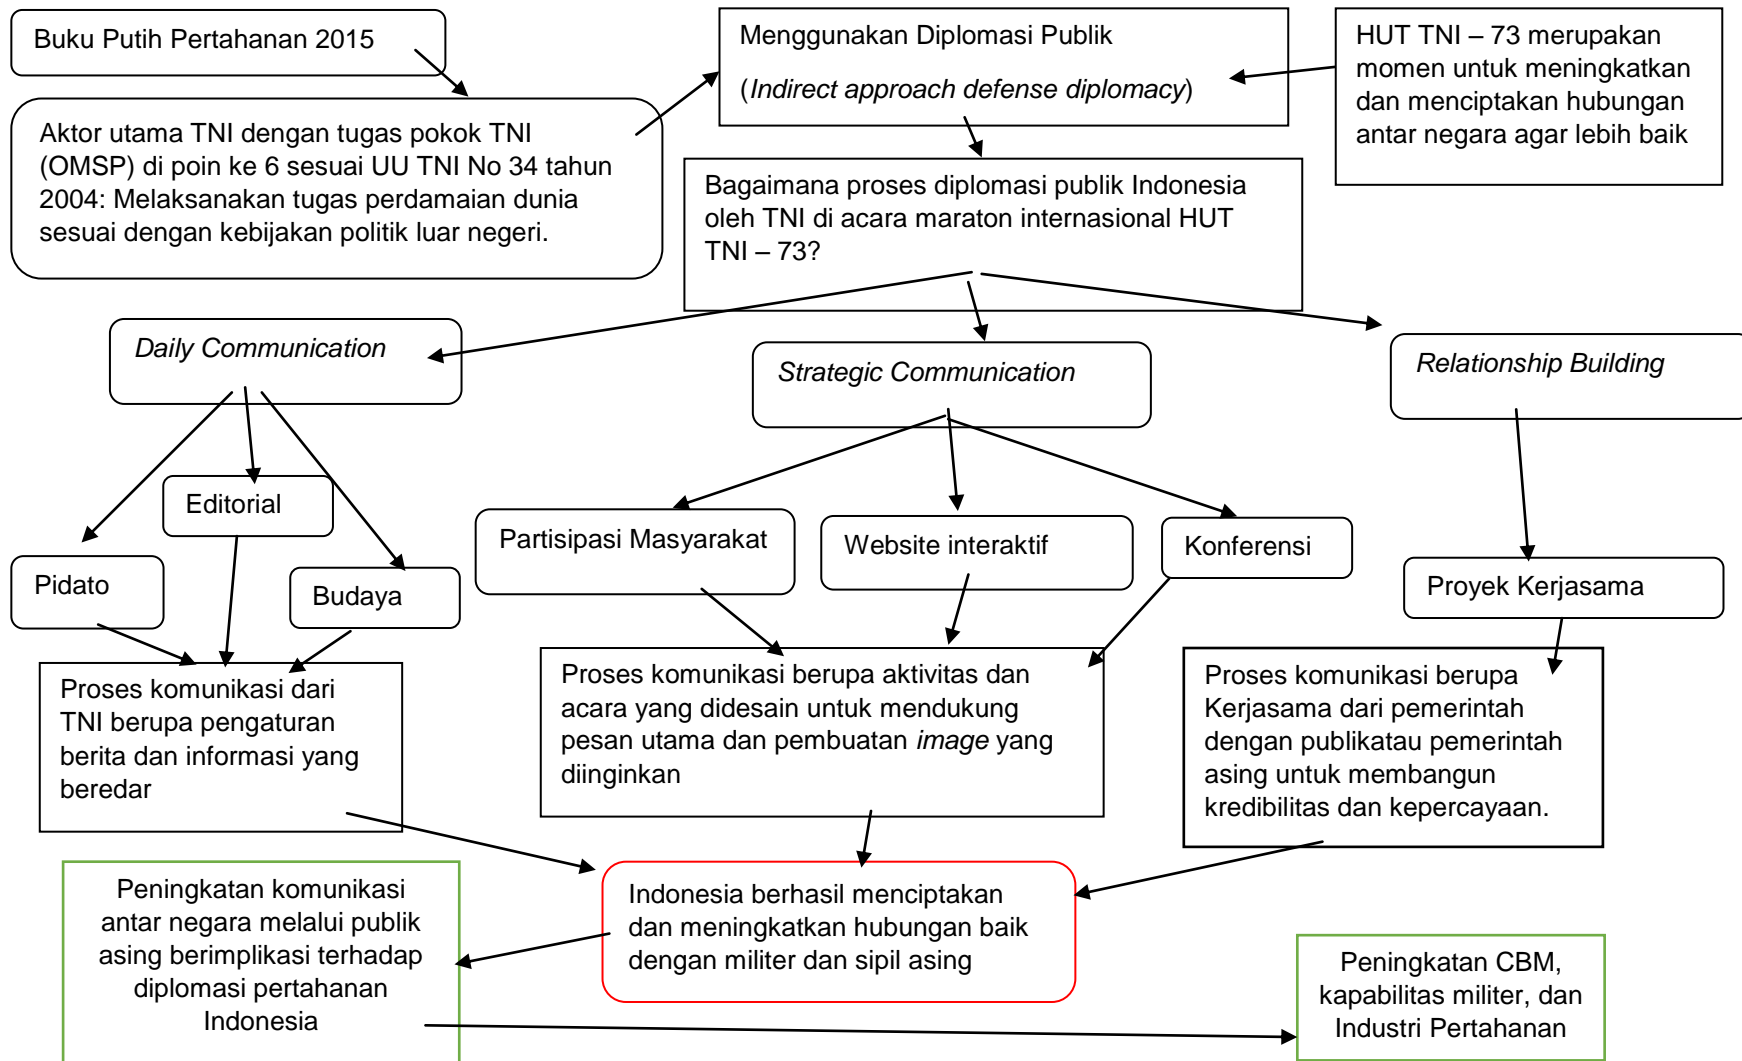 Buku Putih Pertahanan 2015
Menggunakan Diplomasi Publik
(Indirect approach defense diplomacy)
HUT TNI – 73 merupakan
momen untuk meningkatkan
dan menciptakan hubungan
antar negara agar lebih baik
Aktor utama TNI dengan tugas pokok TNI
(OMSP) di poin ke 6 sesuai UU TNI No 34 tahun
2004: Melaksanakan tugas perdamaian dunia
sesuai dengan kebijakan politik luar negeri.
Bagaimana proses diplomasi publik Indonesia
oleh TNI di acara maraton internasional HUT
TNI – 73?
Daily Communication
Strategic Communication
Relationship Building
Editorial
Pidato
Budaya
Partisipasi Masyarakat
Website interaktif
Konferensi
Proyek Kerjasama
Proses komunikasi dari
TNI berupa pengaturan
berita dan informasi yang
beredar
Proses komunikasi berupa aktivitas dan
acara yang didesain untuk mendukung
pesan utama dan pembuatan image yang
diinginkan
Proses komunikasi berupa
Kerjasama dari pemerintah
dengan publikatau pemerintah
asing untuk membangun
kredibilitas dan kepercayaan.
Peningkatan komunikasi
antar negara melalui publik
asing berimplikasi terhadap
diplomasi pertahanan
Indonesia
Indonesia berhasil menciptakan
dan meningkatkan hubungan baik
dengan militer dan sipil asing
Peningkatan CBM,
kapabilitas militer, dan
Industri Pertahanan